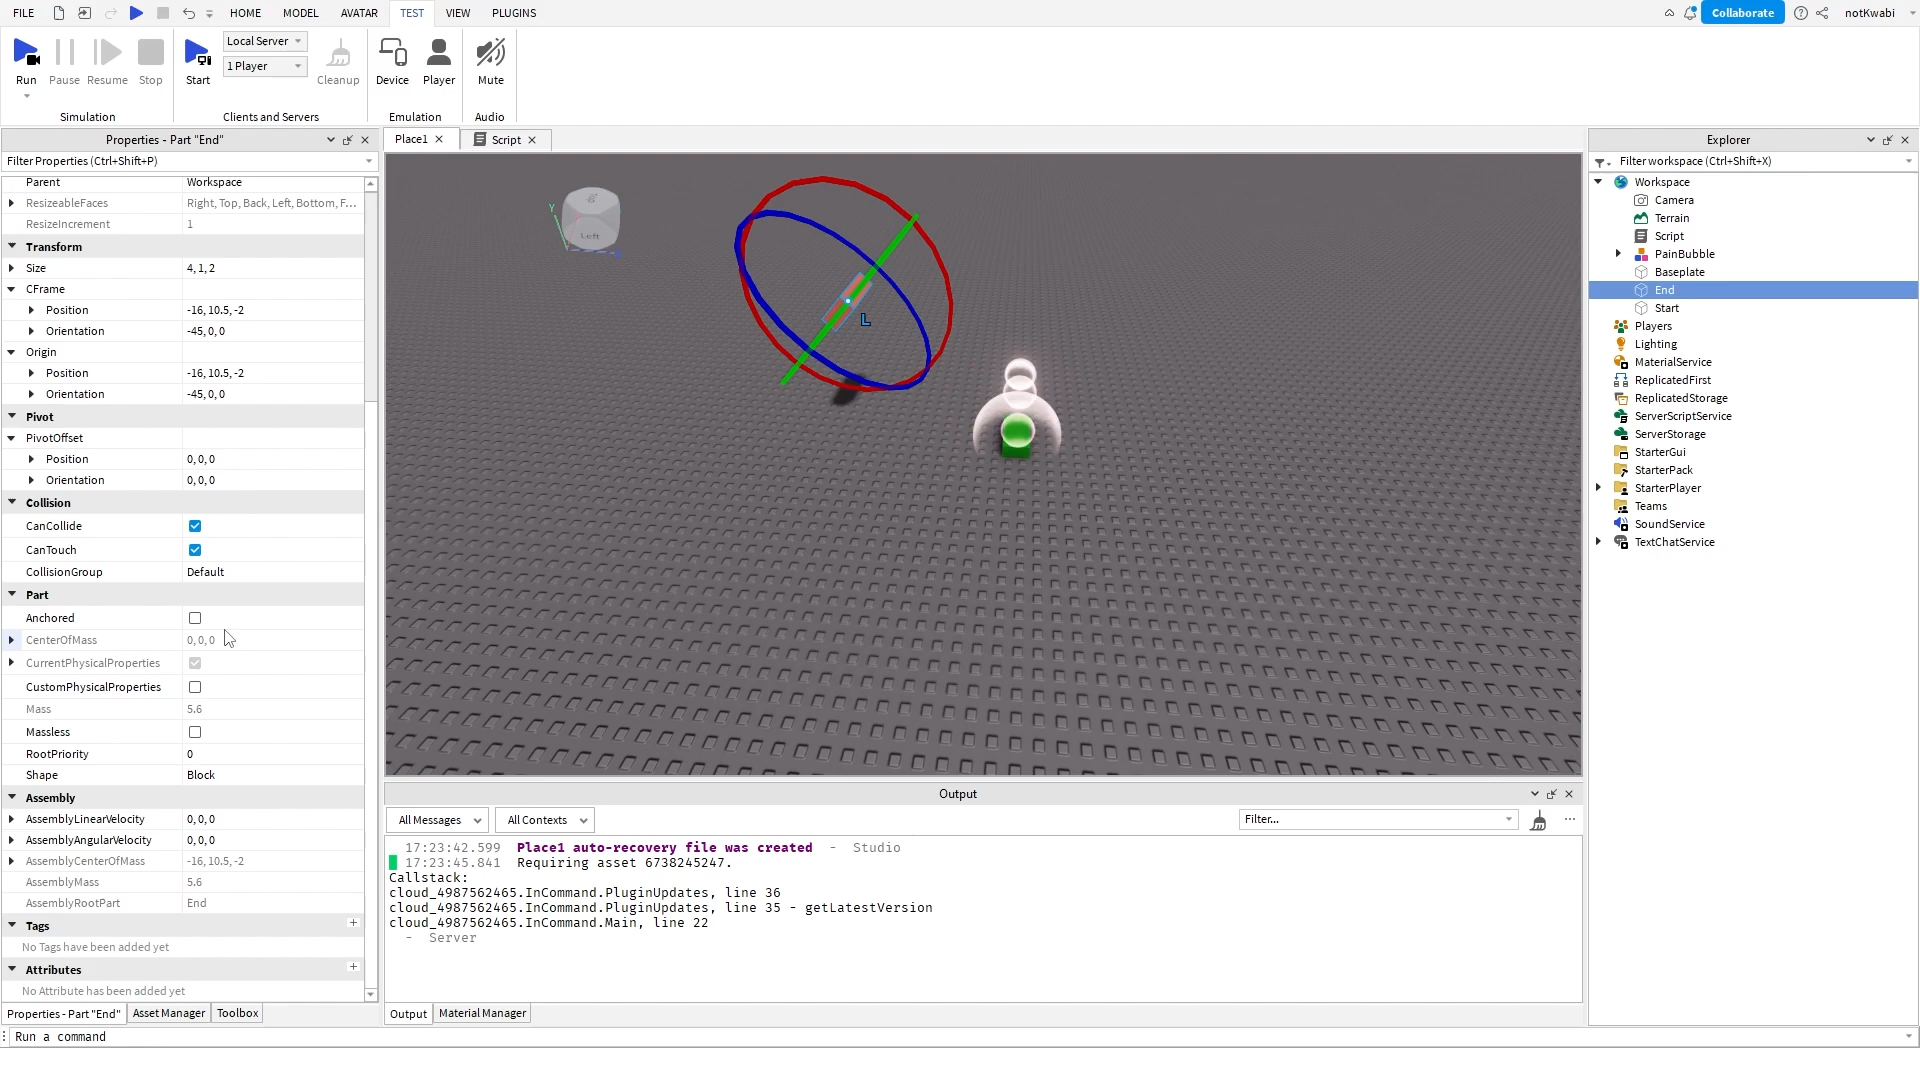 FILE HOME MODEL AVATAR TEST VIEW PLUGINS Collaborate notKwabi
Run Pause Resume Stop Start Local Server 1 Player Cleanup Device Player Mute
Simulation Clients and Servers Emulation Audio
Properties - Part "End"
Filter Properties (Ctrl+Shift+P)
Parent Workspace
ResizeableFaces Right, Top, Back, Left, Bottom, F...
ResizeIncrement 1
Transform
Size 4, 1, 2
CFrame
Position -16, 10.5, -2
Orientation -45, 0, 0
Origin
Position -16, 10.5, -2
Orientation -45, 0, 0
Pivot
PivotOffset
Position 0, 0, 0
Orientation 0, 0, 0
Collision
CanCollide
CanTouch
CollisionGroup Default
Part
Anchored
CenterOfMass 0, 0, 0
CurrentPhysicalProperties
CustomPhysicalProperties
Mass 5.6
Massless
RootPriority 0
Shape Block
Assembly
AssemblyLinearVelocity 0, 0, 0
AssemblyAngularVelocity 0, 0, 0
AssemblyCenterOfMass -16, 10.5, -2
AssemblyMass 5.6
AssemblyRootPart End
Tags +
No Tags have been added yet
Attributes +
No Attribute has been added yet
Properties - Part "End" Asset Manager Toolbox
Place1 Script
Y
Left
L
Output
All Messages All Contexts Filter... ...
17:23:42.599 Place1 auto-recovery file was created - Studio
17:23:45.841 Requiring asset 6738245247.
Callstack:
cloud_4987562465.InCommand.PluginUpdates, line 36
cloud_4987562465.InCommand.PluginUpdates, line 35 - getLatestVersion
cloud_4987562465.InCommand.Main, line 22
- Server
Output Material Manager
Explorer
Filter workspace (Ctrl+Shift+X)
Workspace
Camera
Terrain
Script
PainBubble
Baseplate
End
Start
Players
Lighting
MaterialService
ReplicatedFirst
ReplicatedStorage
ServerScriptService
ServerStorage
StarterGui
StarterPack
StarterPlayer
Teams
SoundService
TextChatService
Run a command